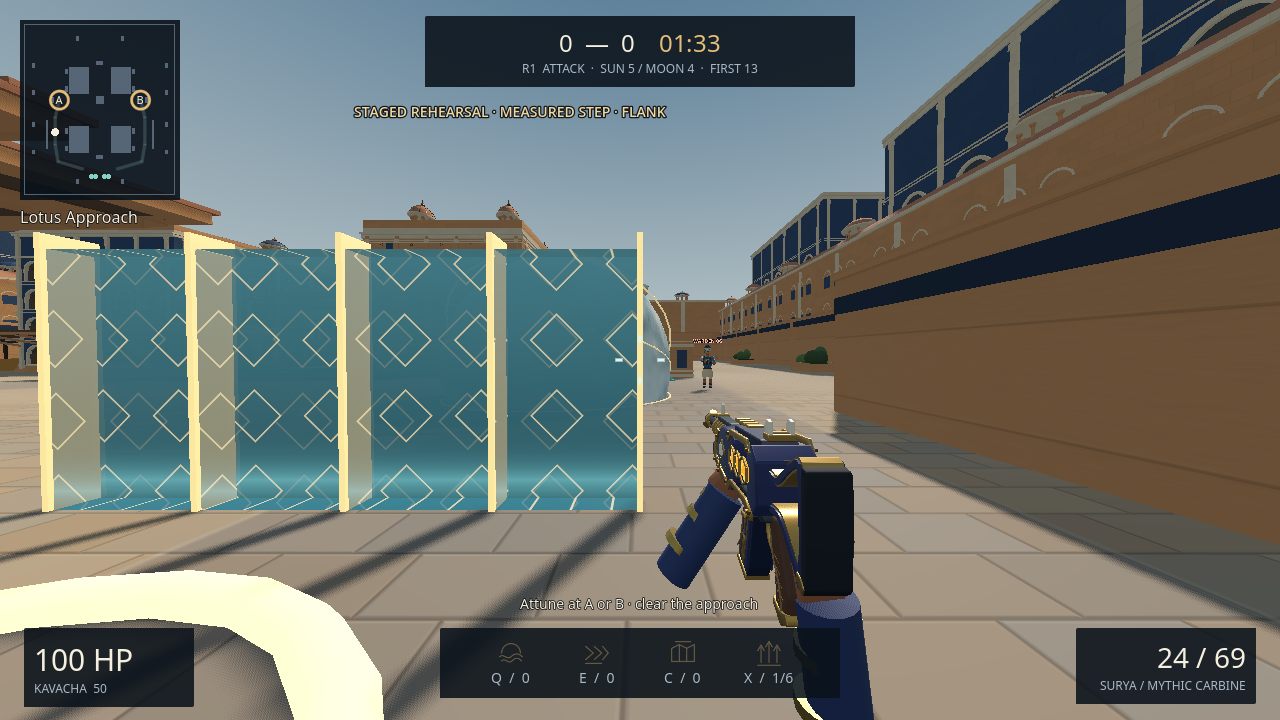 0 — 0 01:33
R1 ATTACK · SUN 5 / MOON 4 · FIRST 13
STAGED REHEARSAL · MEASURED STEP · FLANK
A
B
Lotus Approach
Attune at A or B · clear the approach
100 HP
KAVACHA 50
Q / 0
E / 0
C / 0
X / 1/6
24 / 69
SURYA / MYTHIC CARBINE